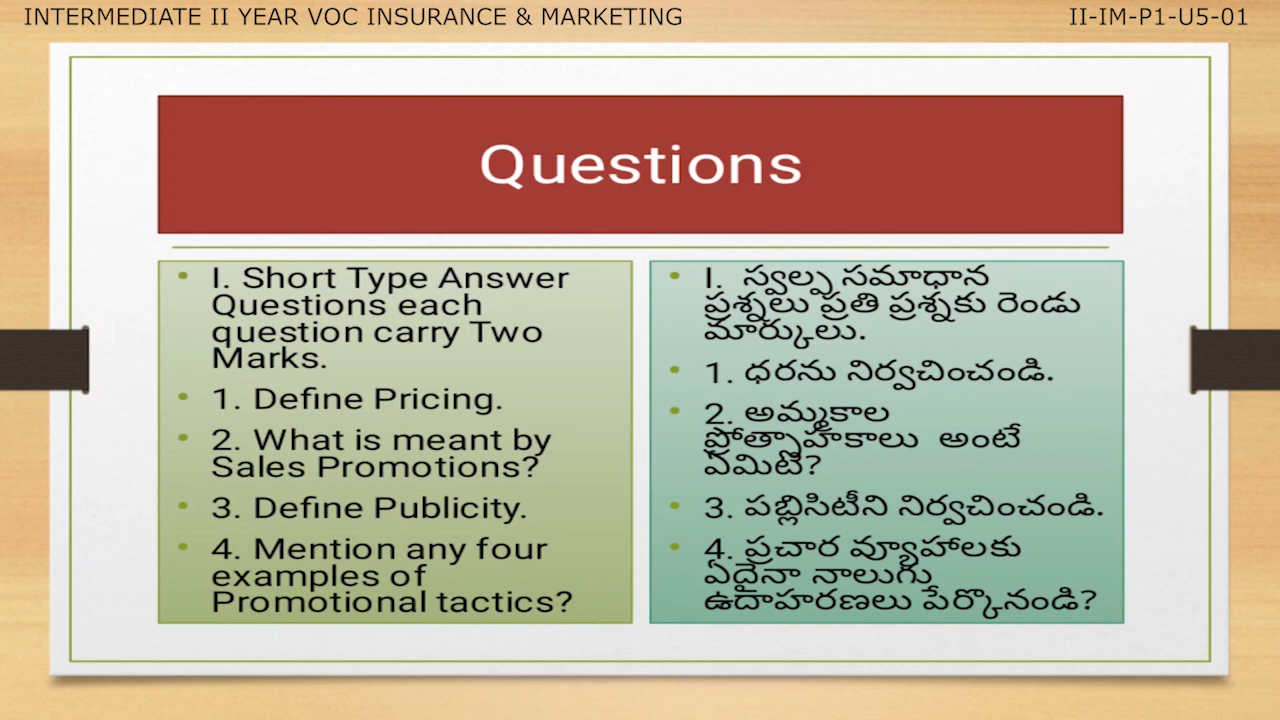 INTERMEDIATE II YEAR VOC INSURANCE & MARKETING
II-IM-P1-U5-01
Questions
• I. Short Type Answer
Questions each
question carry Two
Marks.
• 1. Define Pricing.
• 2. What is meant by
Sales Promotions?
• 3. Define Publicity.
• 4. Mention any four
examples of
Promotional tactics?
• I. స్వల్ప సమాధాన
ప్రశ్నలు ప్రతి ప్రశ్నకు రెండు
మార్కులు.
• 1. ధరను నిర్వచించండి.
• 2. అమ్మకాల
ప్రోత్సాహకాలు అంటే
ఏమిటి?
• 3. పబ్లిసిటీని నిర్వచించండి.
• 4. ప్రచార వ్యూహాలకు
ఏదైనా నాలుగు
ఉదాహరణలు పేర్కొనండి?